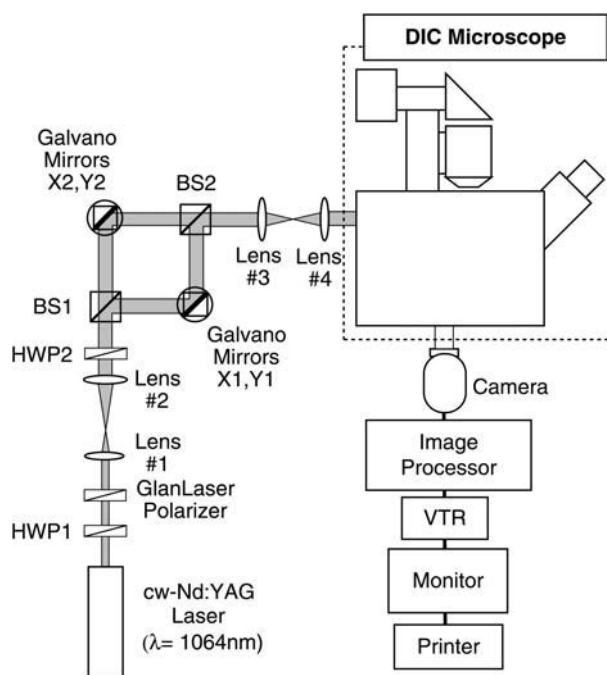 DIC Microscope
Galvano
Mirrors
X2,Y2
BS2
Lens
#3
Lens
#4
BS1
Galvano
Mirrors
X1,Y1
HWP2
Lens
#2
Camera
Lens
#1
Image
Processor
GlanLaser
Polarizer
HWP1
VTR
cw-Nd:YAG
Laser
(λ= 1064nm)
Monitor
Printer